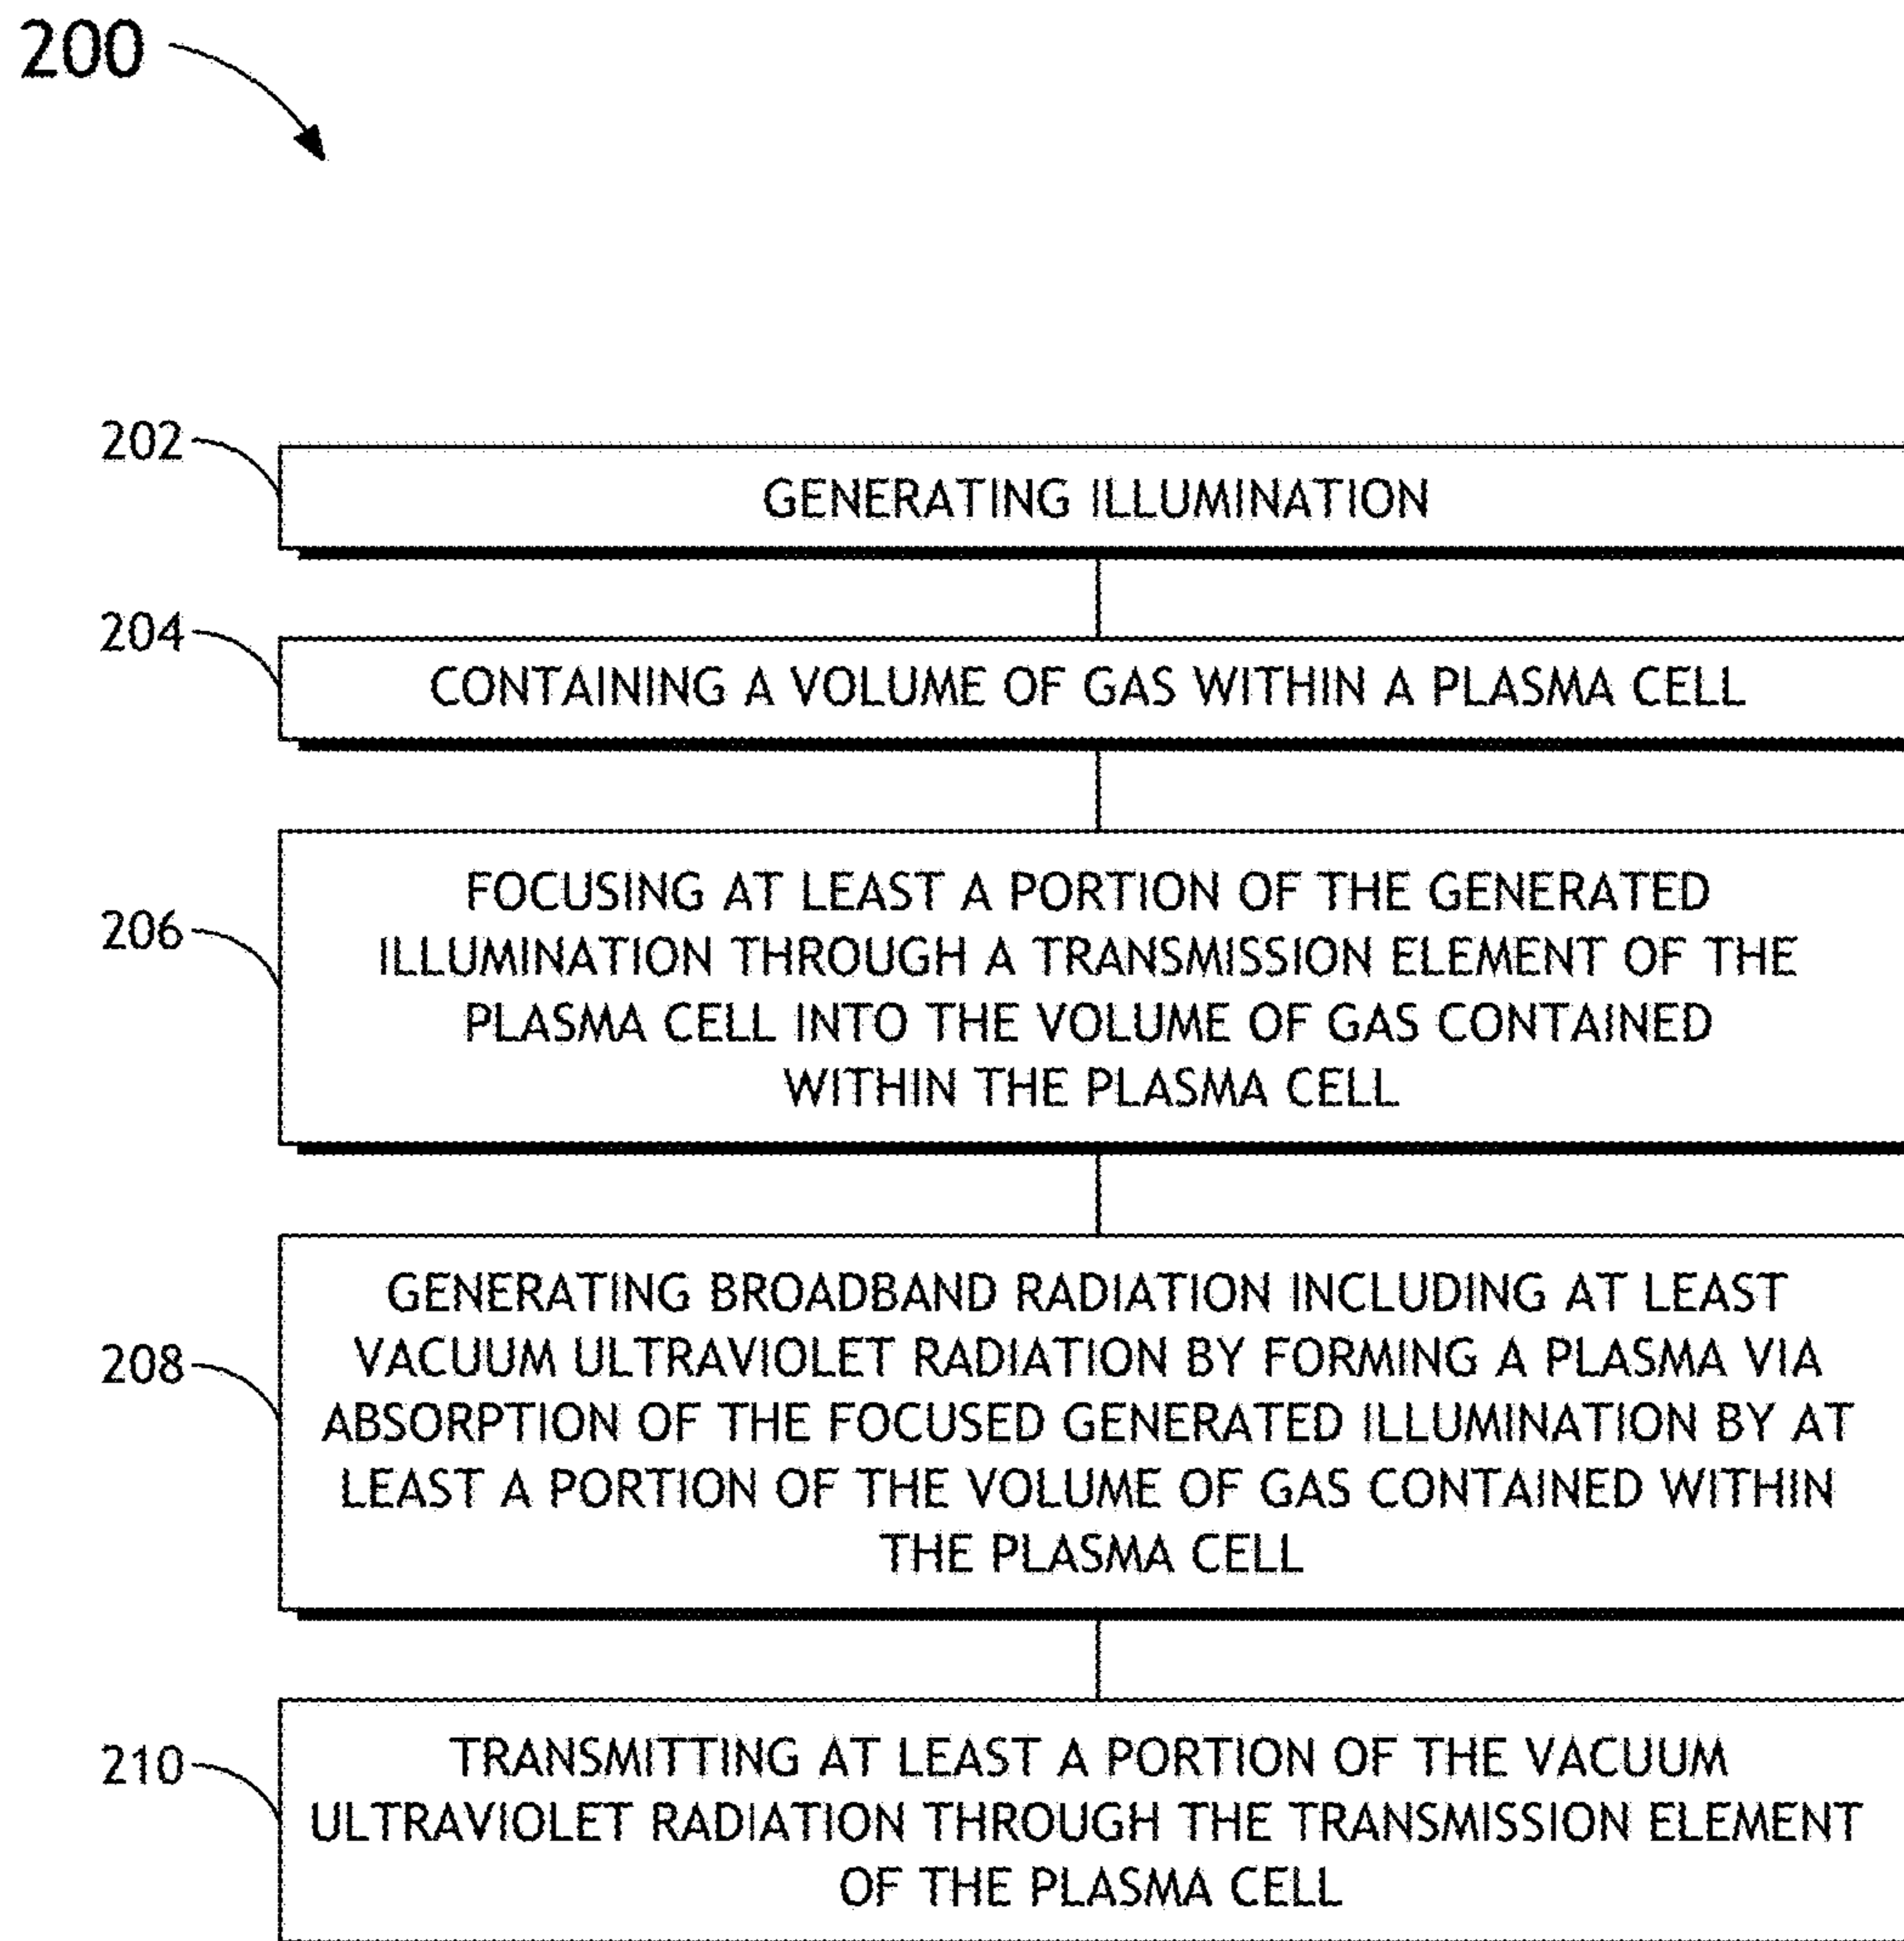 200
202
GENERATING ILLUMINATION
204
CONTAINING A VOLUME OF GAS WITHIN A PLASMA CELL
206
FOCUSING AT LEAST A PORTION OF THE GENERATED
ILLUMINATION THROUGH A TRANSMISSION ELEMENT OF THE
PLASMA CELL INTO THE VOLUME OF GAS CONTAINED
WITHIN THE PLASMA CELL
208
GENERATING BROADBAND RADIATION INCLUDING AT LEAST
VACUUM ULTRAVIOLET RADIATION BY FORMING A PLASMA VIA
ABSORPTION OF THE FOCUSED GENERATED ILLUMINATION BY AT
LEAST A PORTION OF THE VOLUME OF GAS CONTAINED WITHIN
THE PLASMA CELL
210
TRANSMITTING AT LEAST A PORTION OF THE VACUUM
ULTRAVIOLET RADIATION THROUGH THE TRANSMISSION ELEMENT
OF THE PLASMA CELL